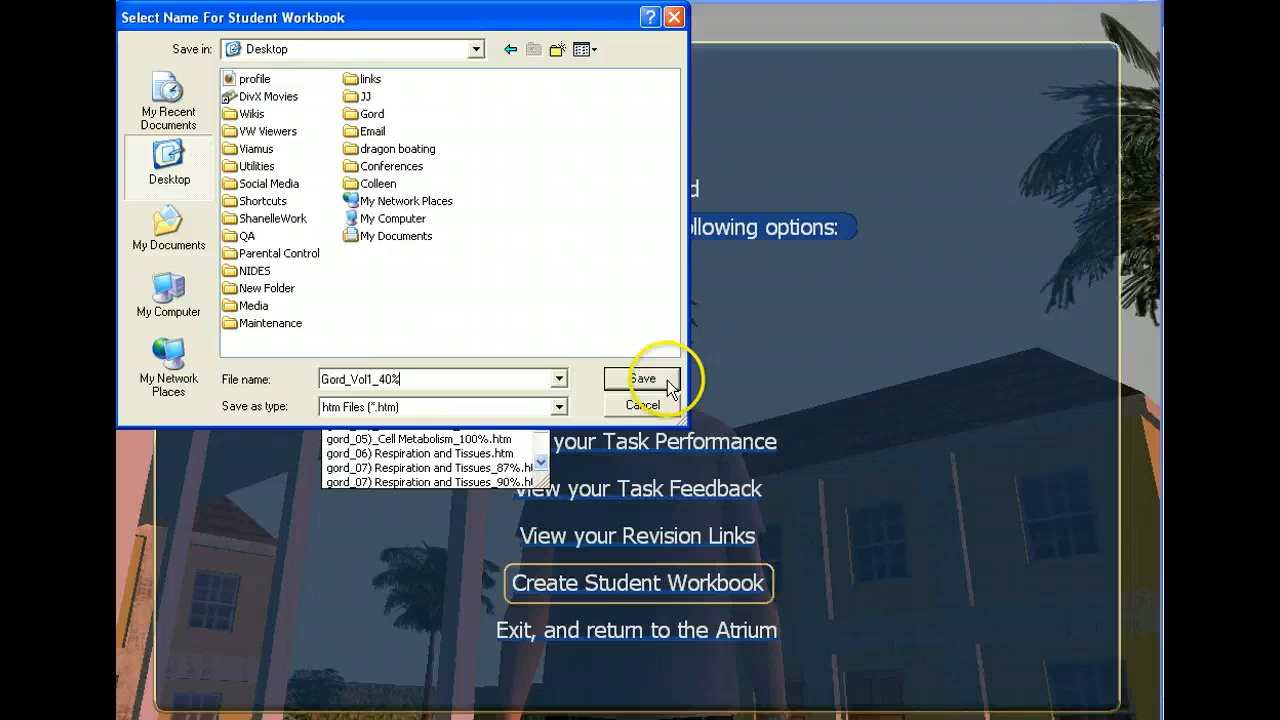 Select Name For Student Workbook
Save in:
Desktop
My Recent
Documents
Desktop
My Documents
My Computer
My Network
Places
profile
DivX Movies
Wikis
VW Viewers
Viamus
Utilities
Social Media
Shortcuts
ShanelleWork
QA
Parental Control
NIDES
New Folder
Media
Maintenance
links
JJ
Gord
Email
dragon boating
Conferences
Colleen
My Network Places
My Computer
My Documents
File name:
Gord_Vol1_40%
Save
Save as type:
htm Files (*.htm)
Cancel
gord_05)_Cell Metabolism_100%.htm
gord_06) Respiration and Tissues.htm
gord_07) Respiration and Tissues_87%.h
gord_07) Respiration and Tissues_90%.h
d
llowing options:
your Task Performance
View your Task Feedback
View your Revision Links
Create Student Workbook
Exit, and return to the Atrium